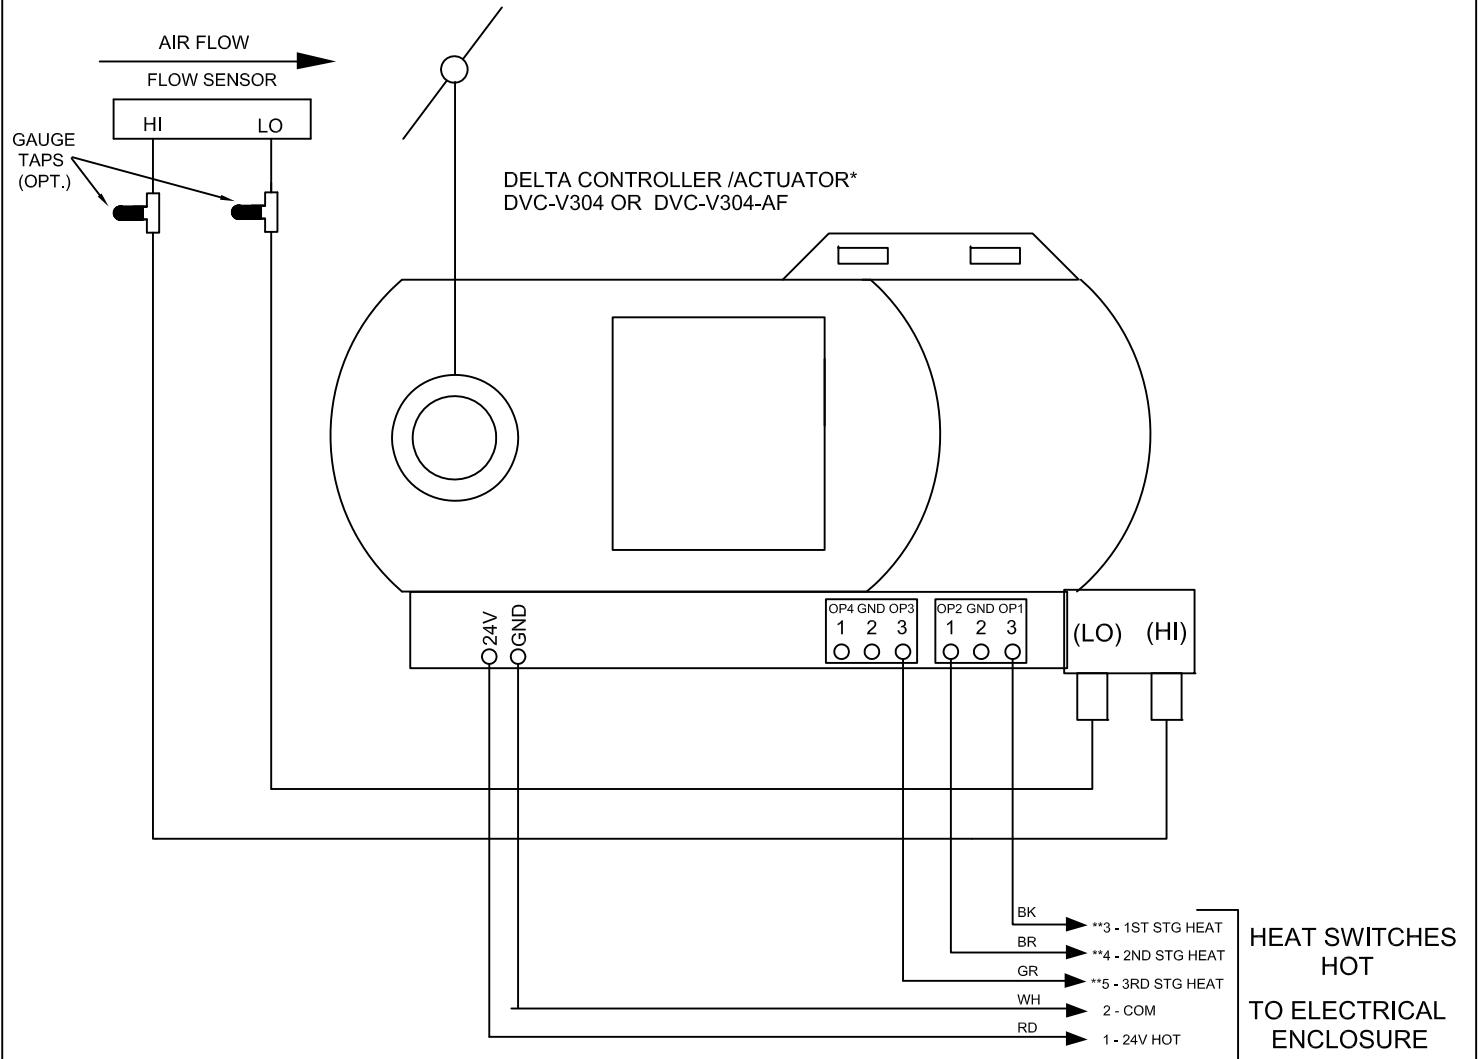 AIR FLOW
FLOW SENSOR
HI LO
GAUGE
TAPS
(OPT.)
DELTA CONTROLLER /ACTUATOR*
DVC-V304 OR DVC-V304-AF
24V
GND
OP4 GND OP3
1 2 3
OP2 GND OP1
1 2 3
(LO) (HI)
BK **3 - 1ST STG HEAT
BR **4 - 2ND STG HEAT
GR **5 - 3RD STG HEAT
WH 2 - COM
RD 1 - 24V HOT
HEAT SWITCHES
HOT
TO ELECTRICAL
ENCLOSURE